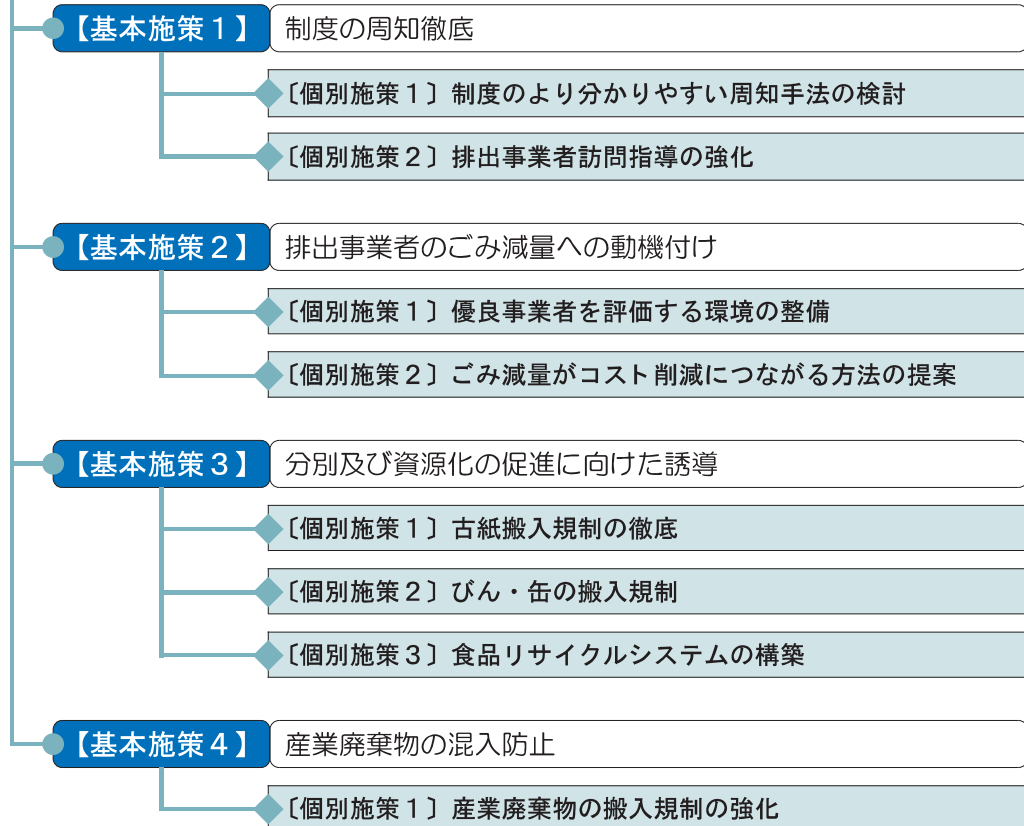 【基本施策１】 制度の周知徹底
〔個別施策１〕制度のより分かりやすい周知手法の検討
〔個別施策２〕排出事業者訪問指導の強化
【基本施策２】 排出事業者のごみ減量への動機付け
〔個別施策１〕優良事業者を評価する環境の整備
〔個別施策２〕ごみ減量がコスト削減につながる方法の提案
【基本施策３】 分別及び資源化の促進に向けた誘導
〔個別施策１〕古紙搬入規制の徹底
〔個別施策２〕びん・缶の搬入規制
〔個別施策３〕食品リサイクルシステムの構築
【基本施策４】 産業廃棄物の混入防止
〔個別施策１〕産業廃棄物の搬入規制の強化